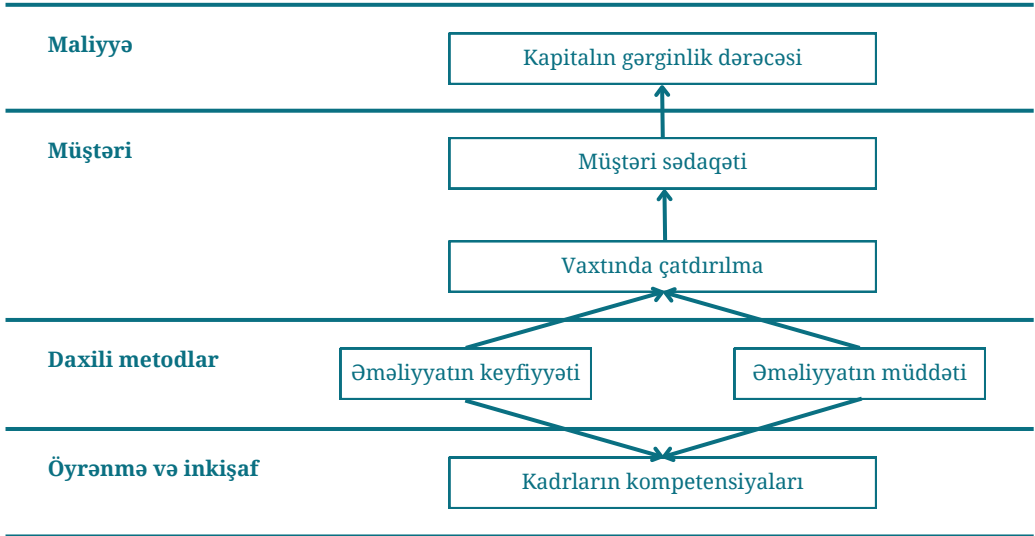 Maliyyə
Kapitalın gərginlik dərəcəsi
Müştəri
Müştəri sədaqəti
Vaxtında çatdırılma
Daxili metodlar
Əməliyyatın keyfiyyəti
Əməliyyatın müddəti
Öyrənmə və inkişaf
Kadrların kompetensiyaları